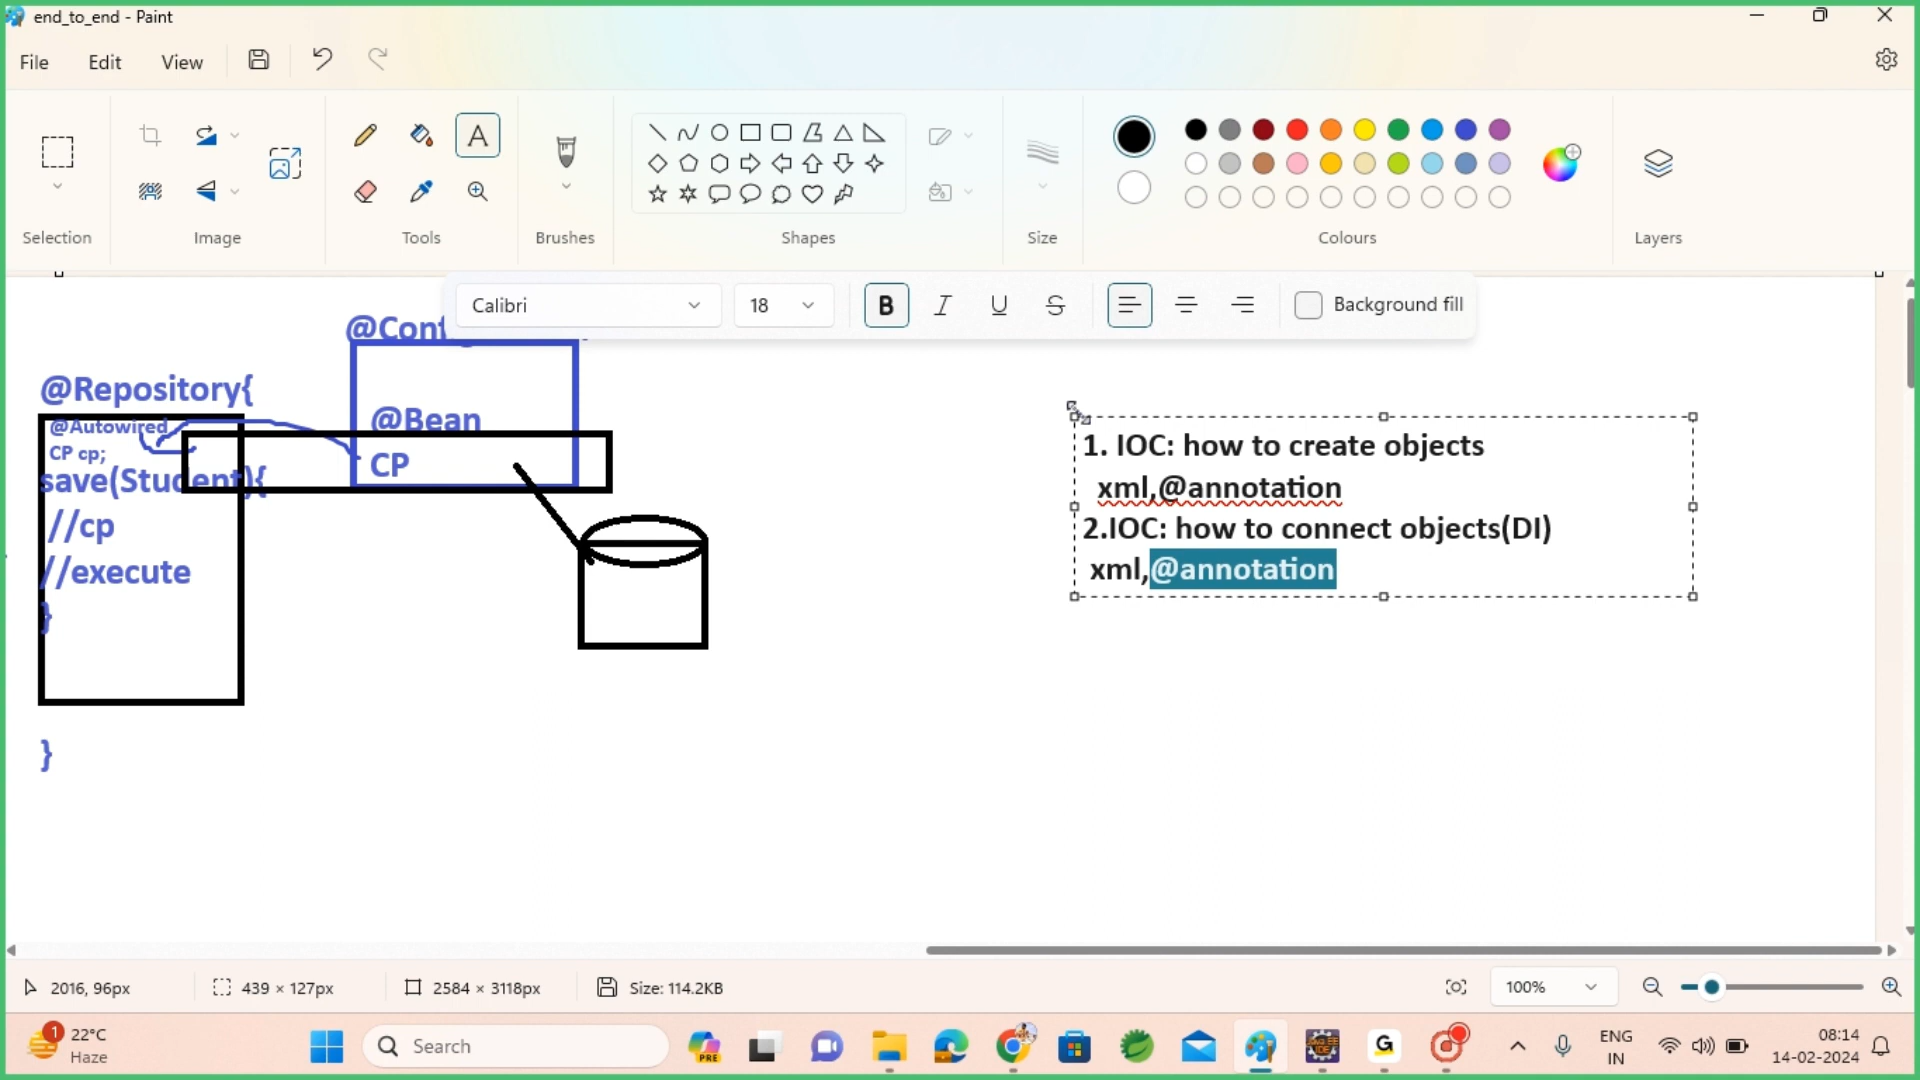 end_to_end - Paint
File
Edit
View
Selection
Image
Tools
Brushes
Shapes
Size
Colours
Layers
Calibri
18
B
Background fill
@Repository{
@Autowired
CP cp;
save(Student){
//cp
//execute
}
}
@Bean
CP
1. IOC: how to create objects
xml,@annotation
2.IOC: how to connect objects(DI)
xml,@annotation
2016, 96px
439 × 127px
2584 × 3118px
Size: 114.2KB
100%
1
22°C
Haze
Search
PRE
ENG
IN
08:14
14-02-2024